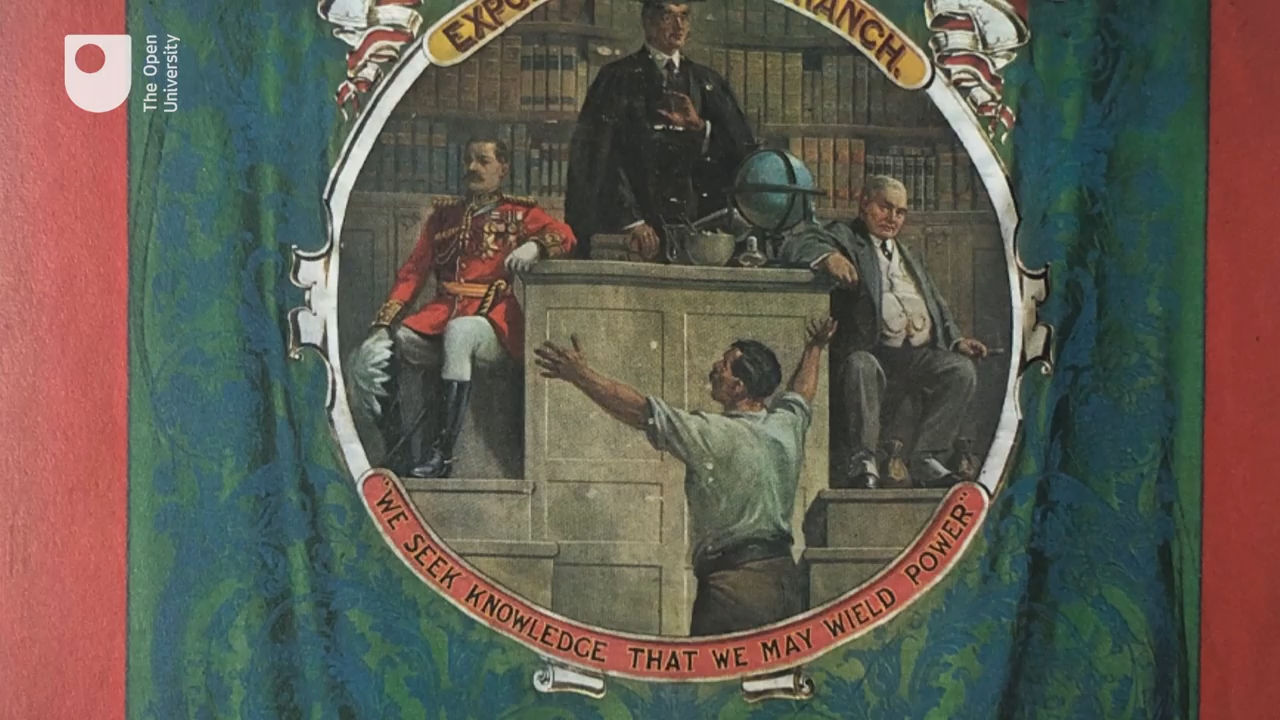 The Open
University
BRANCH.
"WE SEEK KNOWLEDGE THAT WE MAY WIELD POWER"